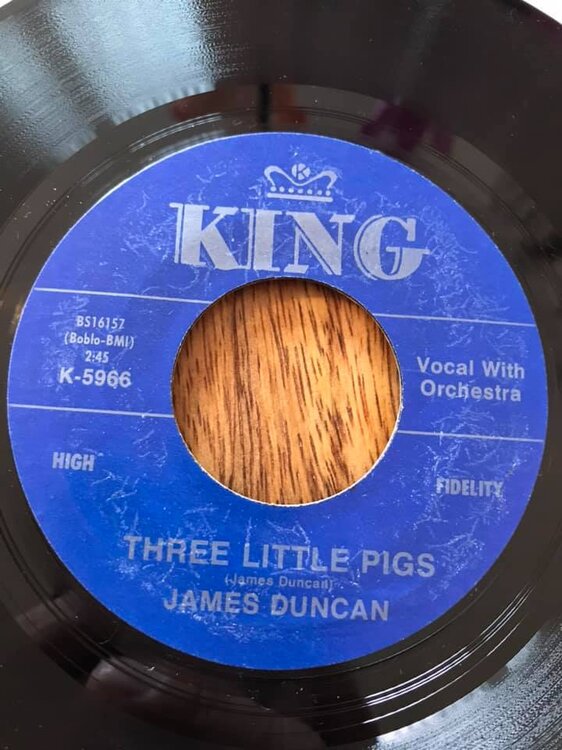 K
KING
BS16157
(Boblo-BMI)
2:45
K-5966
Vocal With
Orchestra
HIGH
FIDELITY
THREE LITTLE PIGS
(James Duncan)
JAMES DUNCAN